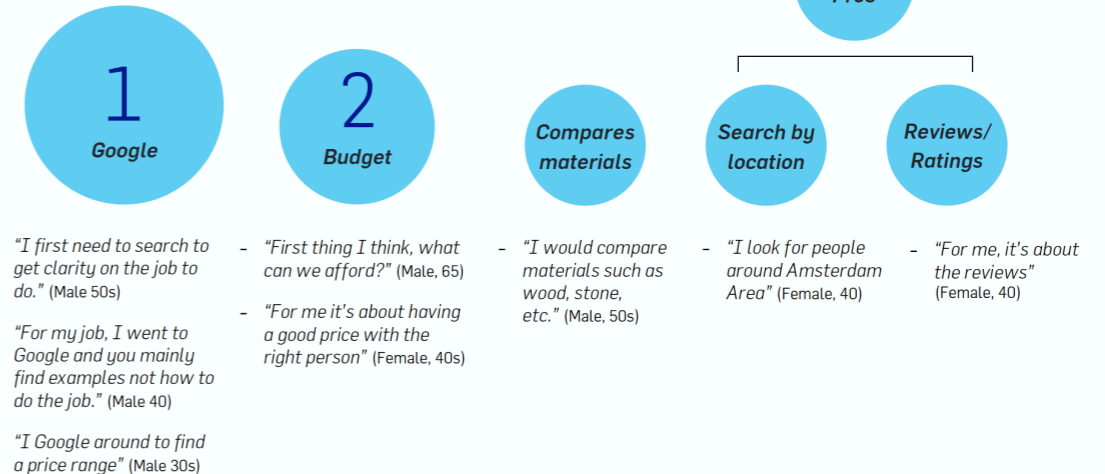 Pros
1
Google
2
Budget
Compares
materials
Search by
location
Reviews/
Ratings
“I first need to search to
get clarity on the job to
do.” (Male 50s)
“For my job, I went to
Google and you mainly
find examples not how to
do the job.” (Male 40)
“I Google around to find
a price range” (Male 30s)
- “First thing I think, what
can we afford?” (Male, 65)
- “For me it’s about having
a good price with the
right person” (Female, 40s)
- “I would compare
materials such as
wood, stone,
etc.” (Male, 50s)
- “I look for people
around Amsterdam
Area” (Female, 40)
- “For me, it’s about
the reviews”
(Female, 40)